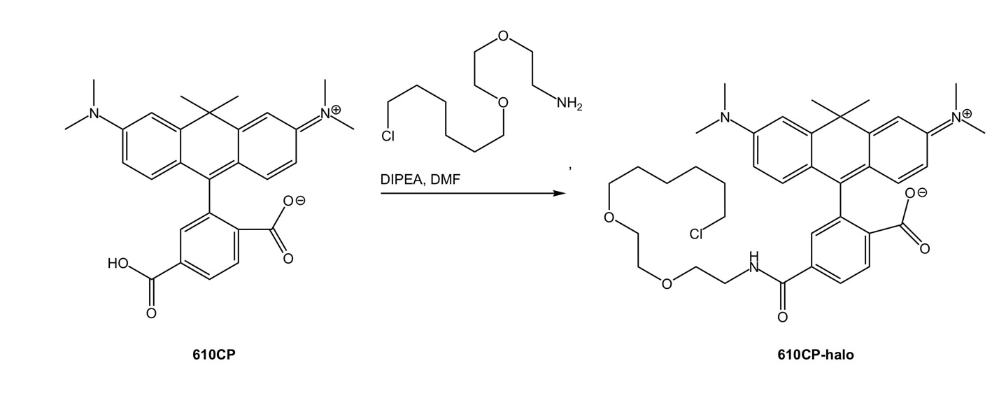 O
O
NH2
Cl
N
N⊕
N
N⊕
,
DIPEA, DMF
O⊖
O⊖
O
Cl
O
O
HO
H
N
O
O
O
610CP
610CP-halo